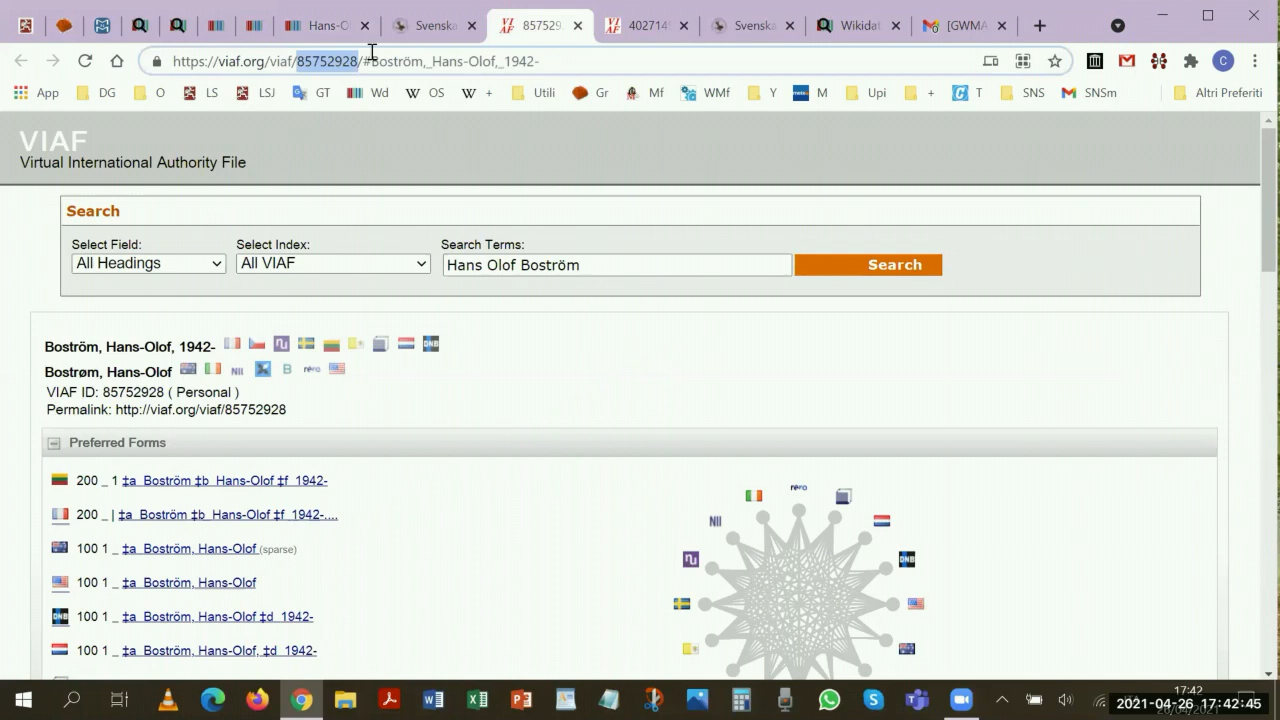 Hans-O
Svenska
857529
402714
Svenska
Wikidat
[GWMA
https://viaf.org/viaf/85752928/#Boström,_Hans-Olof,_1942-
C
App
DG
O
LS
LSJ
GT
Wd
OS
+
Utili
Gr
Mf
WMf
Y
M
Upi
+
T
SNS
SNSm
Altri Preferiti
VIAF
Virtual International Authority File
Search
Select Field:
Select Index:
Search Terms:
All Headings
All VIAF
Hans Olof Boström
Search
Boström, Hans-Olof, 1942-
Bostrøm, Hans-Olof
VIAF ID: 85752928 ( Personal )
Permalink: http://viaf.org/viaf/85752928
Preferred Forms
200 _ 1 ‡a Boström ‡b Hans-Olof ‡f 1942-
200 _ | ‡a Boström ‡b Hans-Olof ‡f 1942-....
100 1 _ ‡a Boström, Hans-Olof (sparse)
100 1 _ ‡a Boström, Hans-Olof
100 1 _ ‡a Boström, Hans-Olof ‡d 1942-
100 1 _ ‡a Boström, Hans-Olof, ‡d 1942-
rero
NII
DNB
17:42
2021-04-26 17:42:45